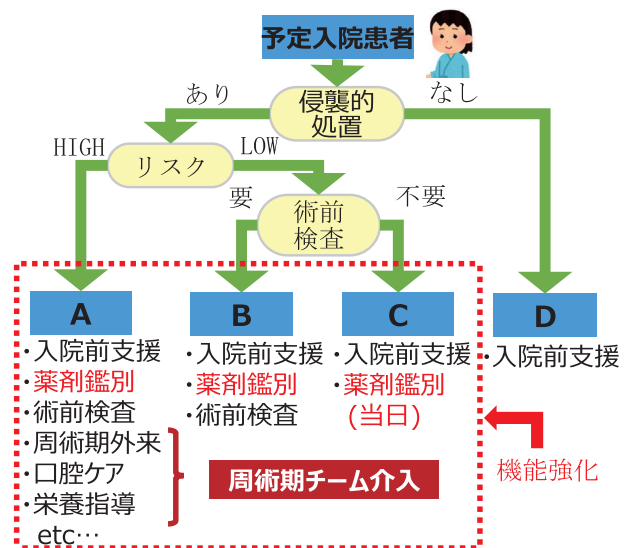 予定入院患者
侵襲的
処置
あり
なし
HIGH
リスク
LOW
要
術前
検査
不要
A
・入院前支援
・薬剤鑑別
・術前検査
・周術期外来
・口腔ケア
・栄養指導
etc…
B
・入院前支援
・薬剤鑑別
・術前検査
C
・入院前支援
・薬剤鑑別
(当日)
D
・入院前支援
周術期チーム介入
機能強化